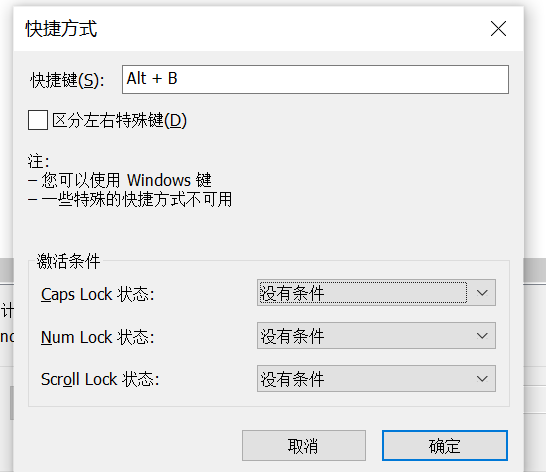 快捷方式
快捷键(S): Alt + B
区分左右特殊键(D)
注:
– 您可以使用 Windows 键
– 一些特殊的快捷方式不可用
激活条件
Caps Lock 状态: 没有条件
Num Lock 状态: 没有条件
Scroll Lock 状态: 没有条件
计
取消 确定